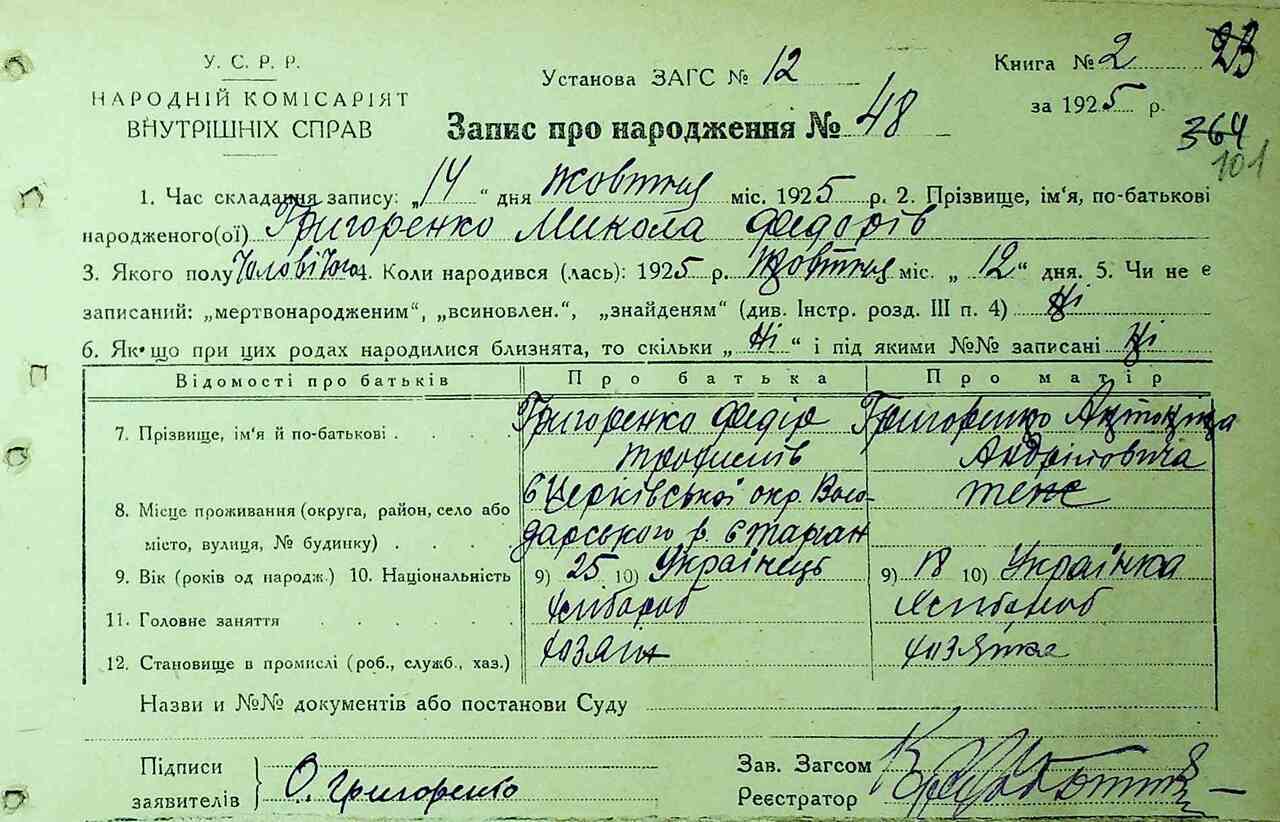 У. С. Р. Р.
НАРОДНІЙ КОМІСАРІЯТ
ВНУТРІШНІХ СПРАВ
Установа ЗАГС № 12
Книга № 2 23
за 1925 р.
Запис про народження № 48
364
101
1. Час складання запису: „14" дня жовтня міс. 1925 р. 2. Прізвище, ім'я, по-батькові
народженого(ої) Григоренко Микола Федорів
3. Якого полу Чоловічого 4. Коли народився (лась): 1925 р. Жовтня міс. „ 12 " дня. 5. Чи не є
записаний: „мертвонародженим", „всиновлен.", „знайденям" (див. Інстр. розд. III п. 4) Ні
6. Як що при цих родах народилися близнята, то скільки „ Ні " і під якими №№ записані Ні
Відомості про батьків Про батька Про матір
7. Прізвище, ім'я й по-батькові Григоренко Федір Григоренко Антоніна
Трофимів Андріїовича
8. Місце проживання (округа, район, село або Б Церківської окр. Воло- теж
місто, вулиця, № будинку) дарського р.
9. Вік (років од народж.) 10. Національність 9) 25 10) Українець 9) 18 10) Українка
11. Головне заняття Хлібороб Хлібороб
12. Становище в промислі (роб., служб., хаз.) хозяїн хозяйка
Назви и №№ документів або постанови Суду
Підписи
заявителів О. Григоренко
Зав. Загсом
Реєстратор